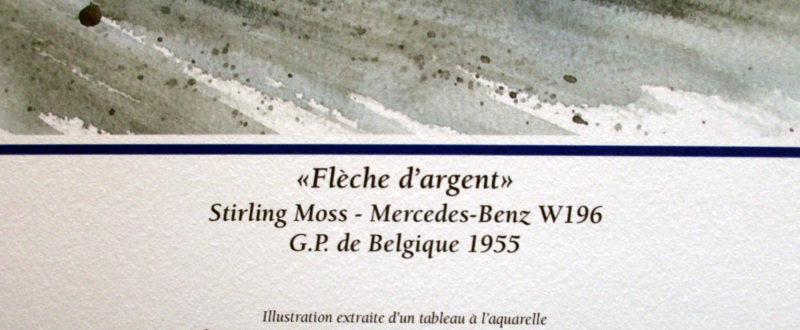 «Flèche d'argent»
Stirling Moss - Mercedes-Benz W196
G.P. de Belgique 1955
Illustration extraite d'un tableau à l'aquarelle